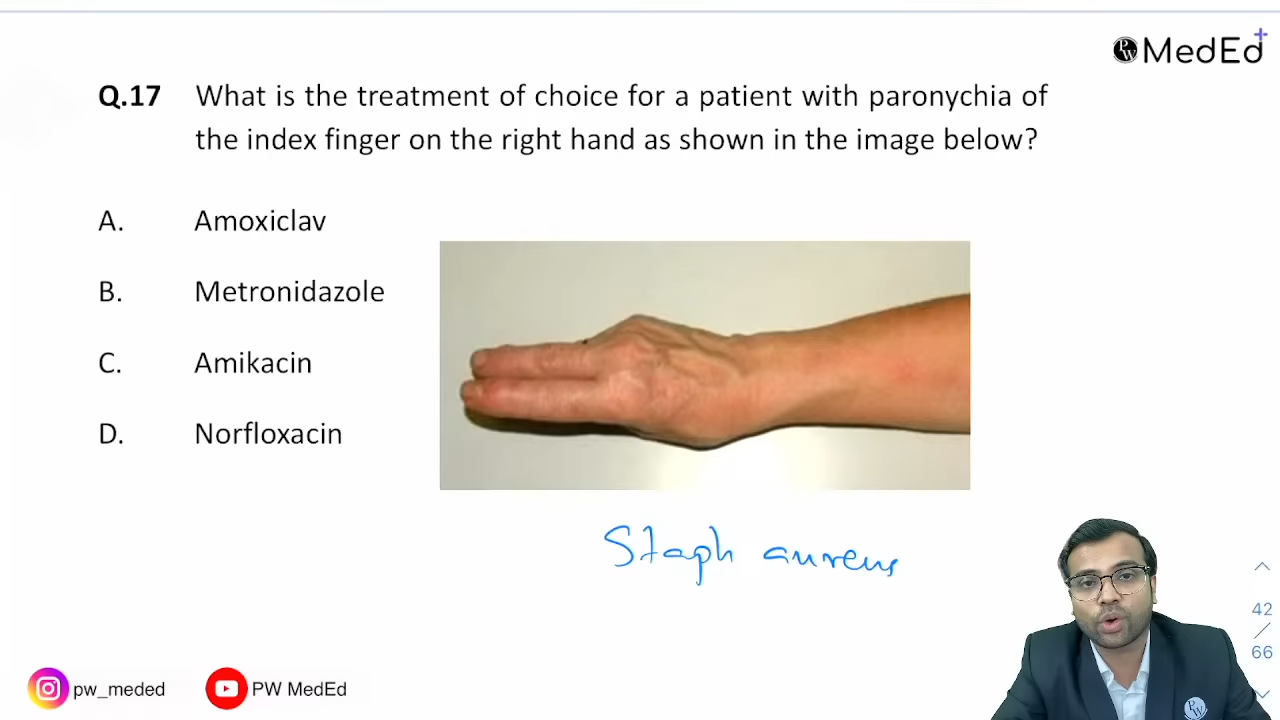 MedEd
Q.17 What is the treatment of choice for a patient with paronychia of
the index finger on the right hand as shown in the image below?
A. Amoxiclav
B. Metronidazole
C. Amikacin
D. Norfloxacin
Staph aureus
42
/
66
pw_meded PW MedEd